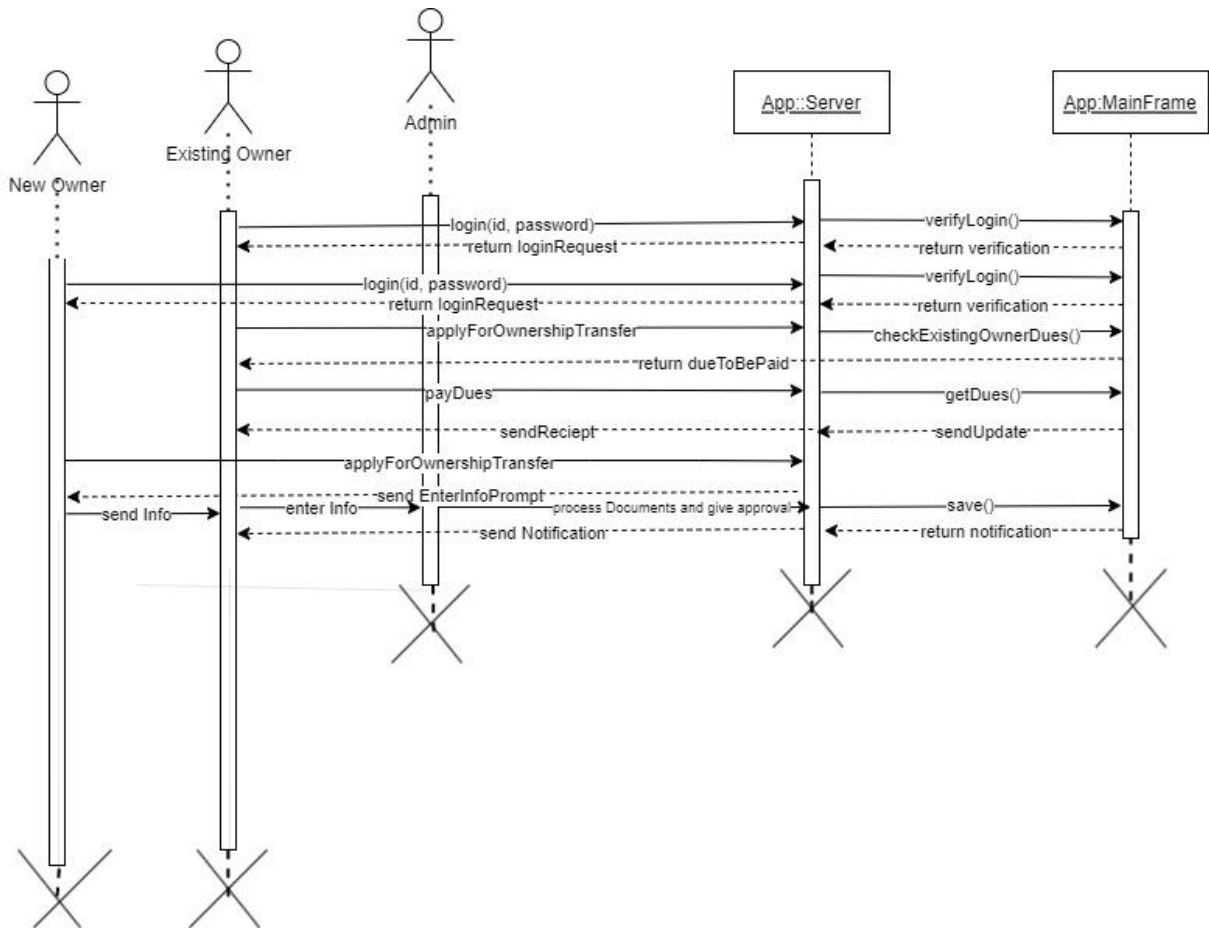 Admin
App::Server
App:MainFrame
Existing Owner
New Owner
login(id, password)
verifyLogin()
return loginRequest
return verification
login(id, password)
verifyLogin()
return loginRequest
return verification
applyForOwnershipTransfer
checkExistingOwnerDues()
return dueToBePaid
payDues
getDues()
sendReciept
sendUpdate
applyForOwnershipTransfer
send EnterInfoPrompt
send Info
enter Info
process Documents and give approval
save()
send Notification
return notification